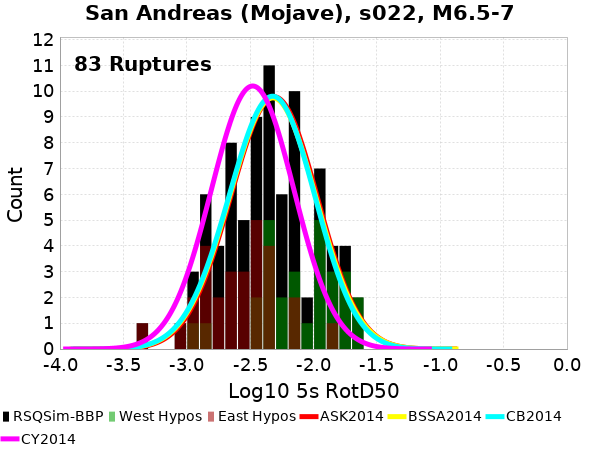 San Andreas (Mojave), s022, M6.5-7
83 Ruptures
12
11
10
9
8
7
6
5
4
3
2
1
0
Count
-4.0 -3.5 -3.0 -2.5 -2.0 -1.5 -1.0 -0.5 0.0
Log10 5s RotD50
RSQSim-BBP West Hypos East Hypos ASK2014 BSSA2014 CB2014
CY2014